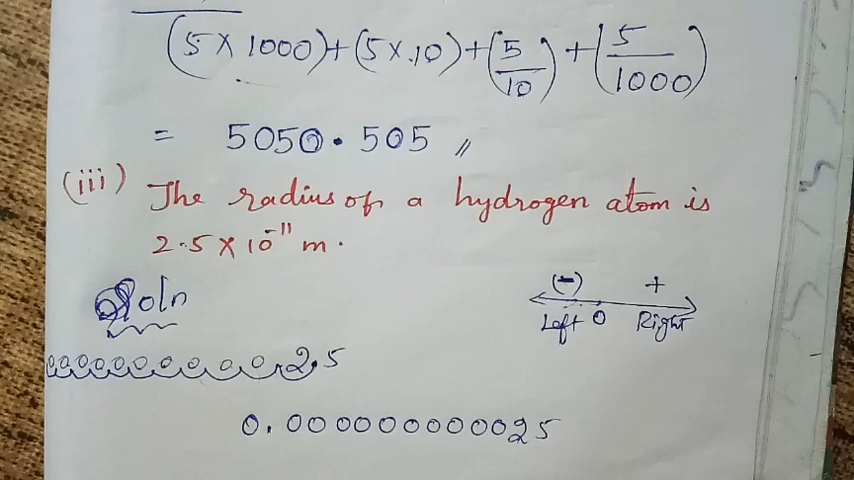 (5 × 1000) + (5 × 10) + (5/10) + (5/1000)
= 5050.505 //
(iii) The radius of a hydrogen atom is
2.5 × 10⁻¹¹ m.
Soln
(-) +
Left 0 Right
00000000002.5
0.000000000025